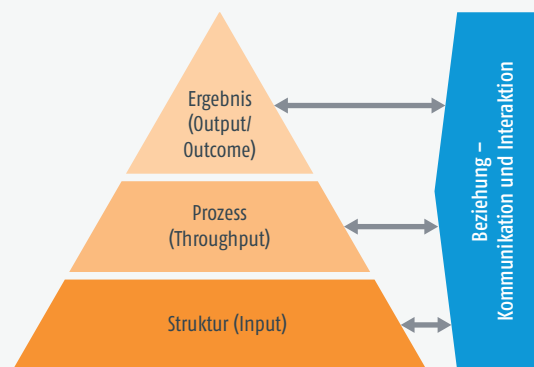 Ergebnis
(Output/
Outcome)
Prozess
(Throughput)
Struktur (Input)
Beziehung –
Kommunikation und Interaktion